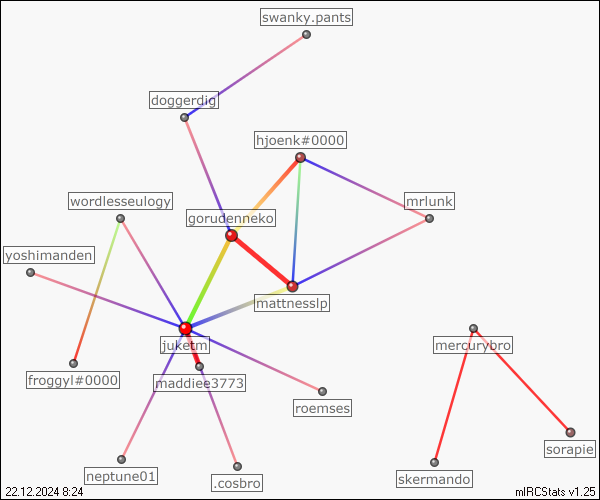 swanky.pants
doggerdig
hjoenk#0000
wordlesseulogy
mrlunk
gorudenneko
yoshimanden
mattnesslp
juketm
mercurybro
froggyl#0000
maddiee3773
roemses
sorapie
neptune01
.cosbro
skermando
22.12.2024 8:24
mIRCStats v1.25